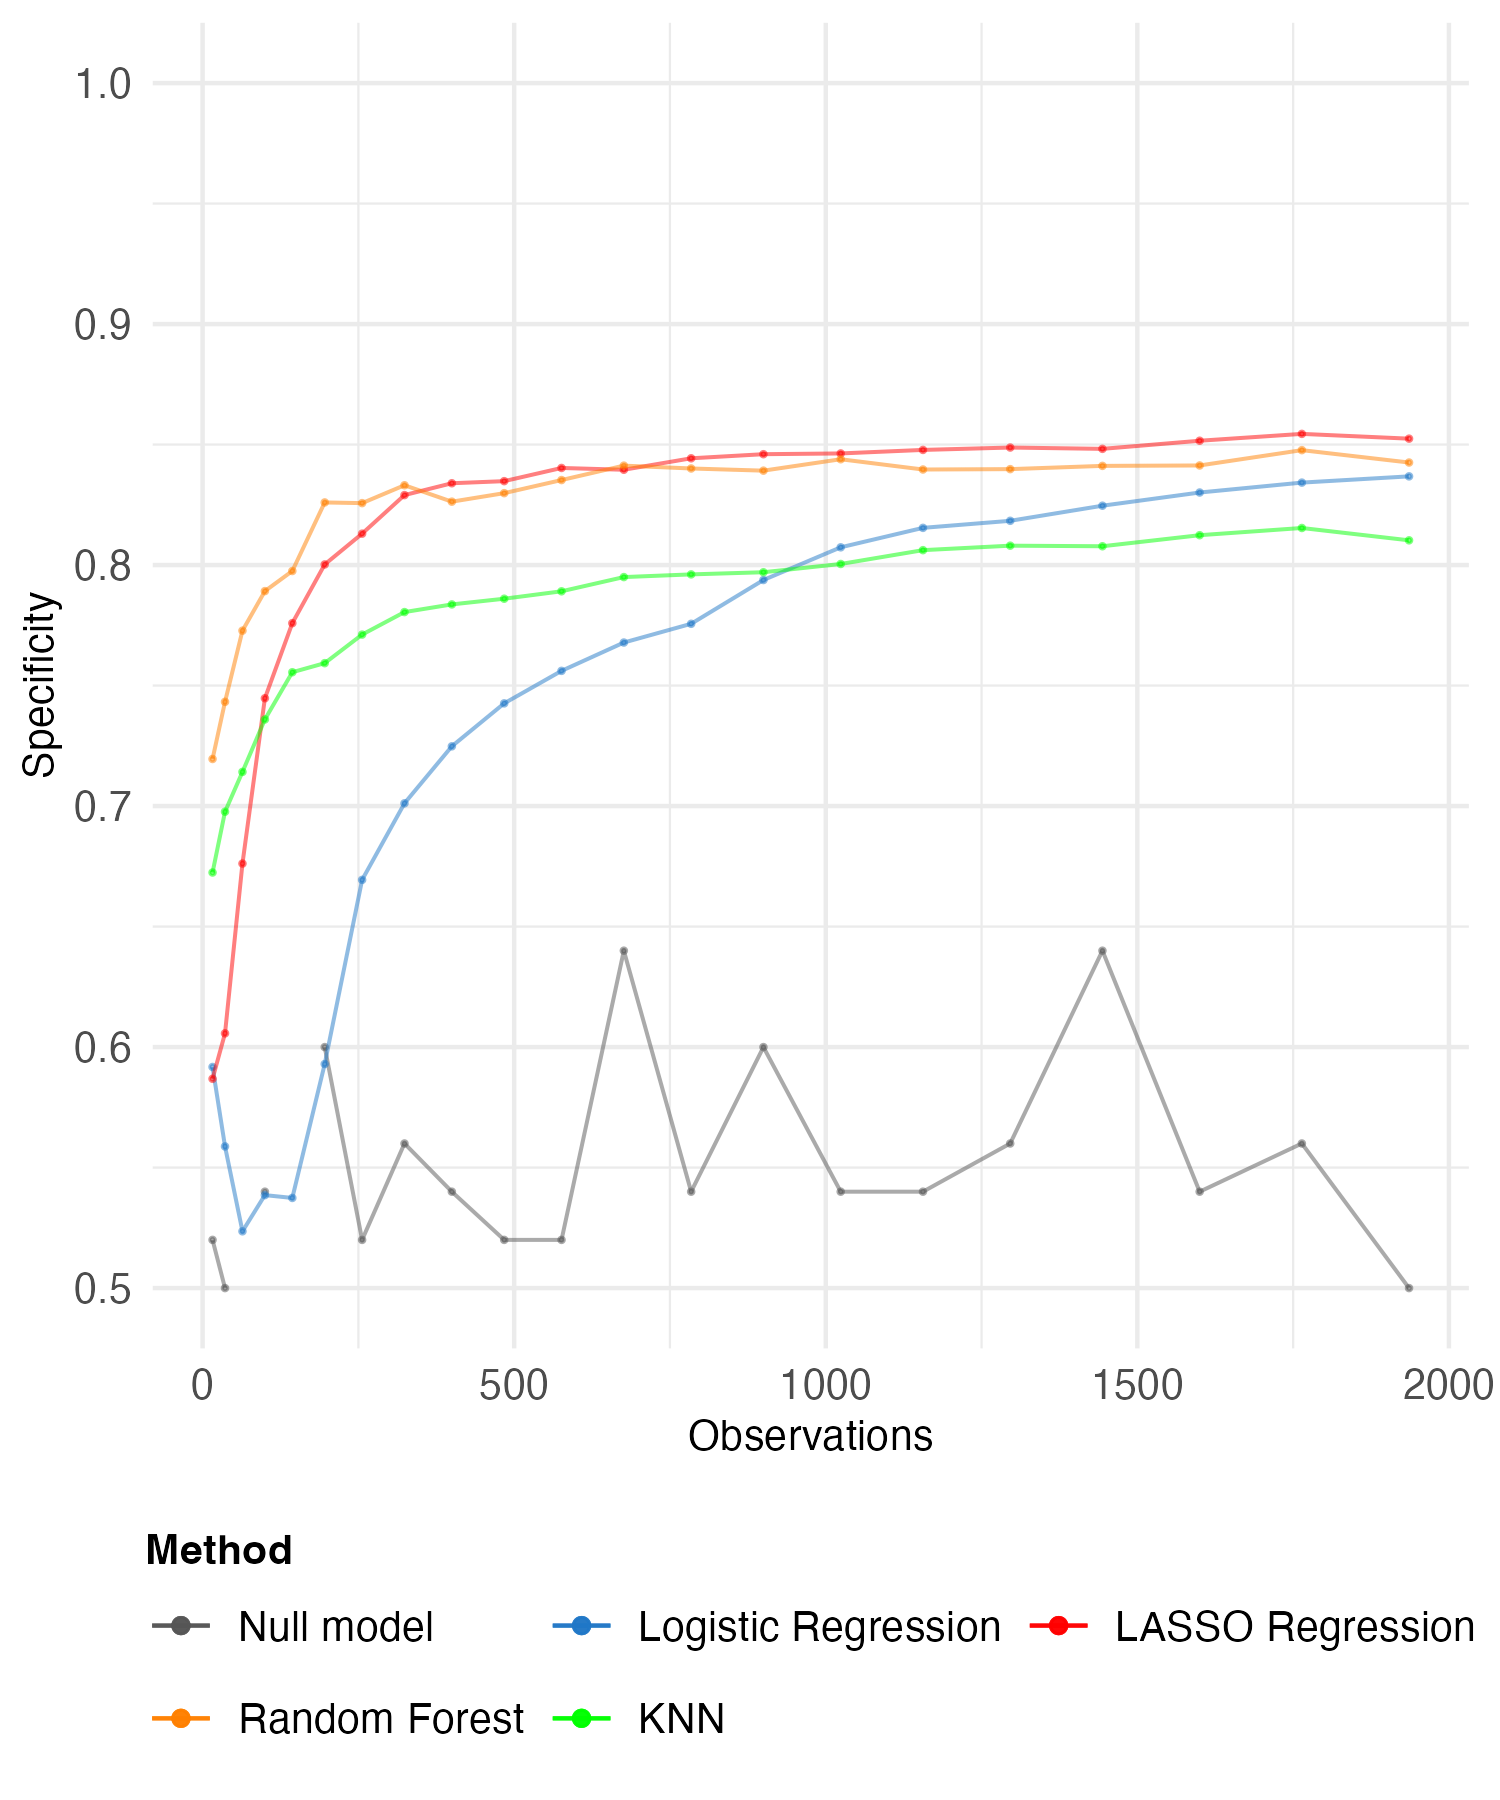 1.0
0.9
0.8
0.7
0.6
0.5
Specificity
0 500 1000 1500 2000
Observations
Method
Null model Logistic Regression LASSO Regression
Random Forest KNN